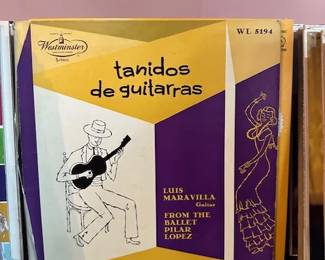 Westminster
WL 5194
tanidos
de guitarras
LUIS
MARAVILLA
Guitar
FROM THE
BALLET
PILAR
LOPEZ